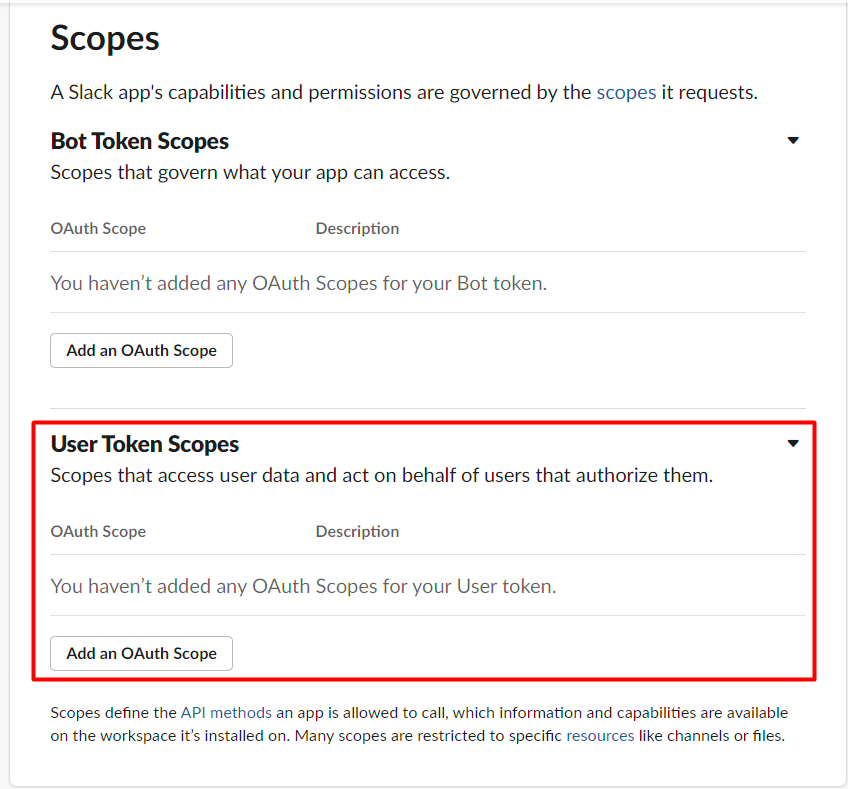 Scopes
A Slack app's capabilities and permissions are governed by the scopes it requests.
Bot Token Scopes
Scopes that govern what your app can access.
OAuth Scope Description
You haven’t added any OAuth Scopes for your Bot token.
Add an OAuth Scope
User Token Scopes
Scopes that access user data and act on behalf of users that authorize them.
OAuth Scope Description
You haven’t added any OAuth Scopes for your User token.
Add an OAuth Scope
Scopes define the API methods an app is allowed to call, which information and capabilities are available
on the workspace it’s installed on. Many scopes are restricted to specific resources like channels or files.